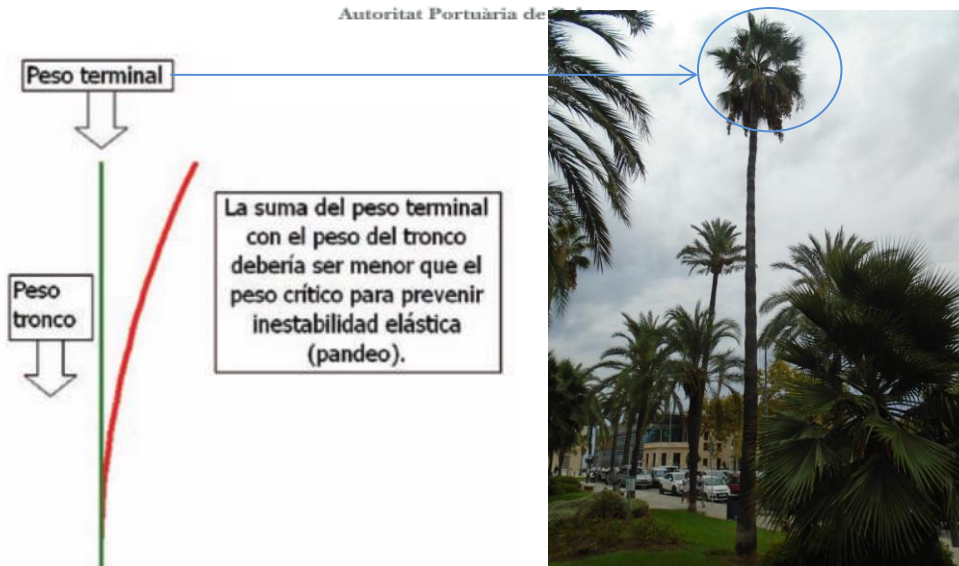 Autoritat Portuària de
Peso terminal
La suma del peso terminal
con el peso del tronco
debería ser menor que el
peso crítico para prevenir
inestabilidad elástica
(pandeo).
Peso
tronco